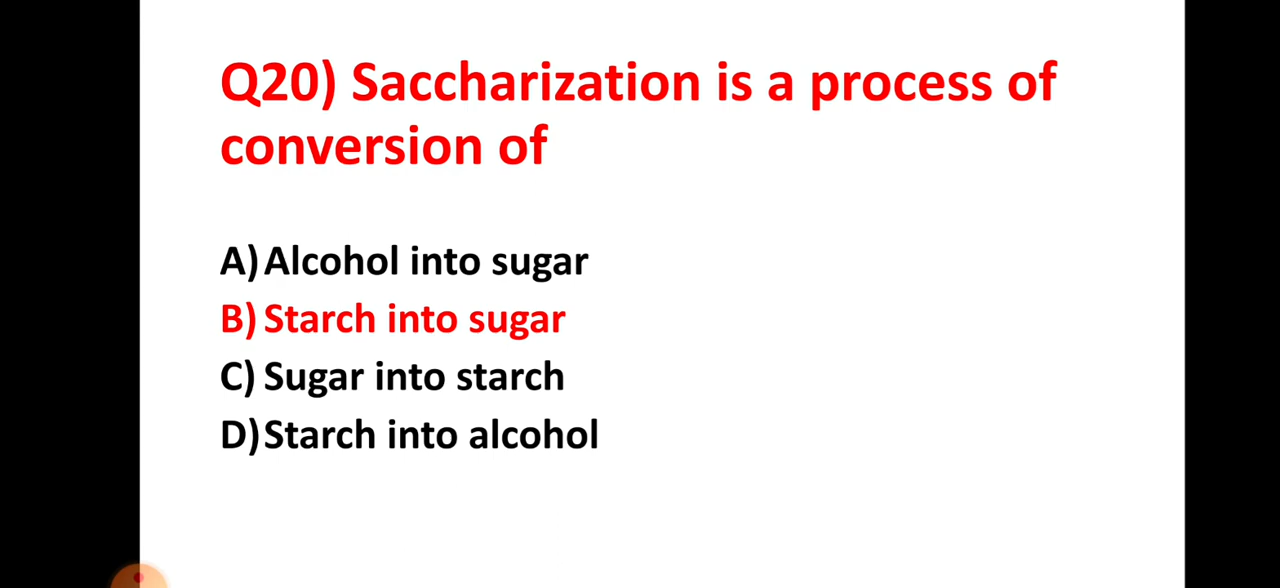 Q20) Saccharization is a process of
conversion of
A) Alcohol into sugar
B) Starch into sugar
C) Sugar into starch
D) Starch into alcohol